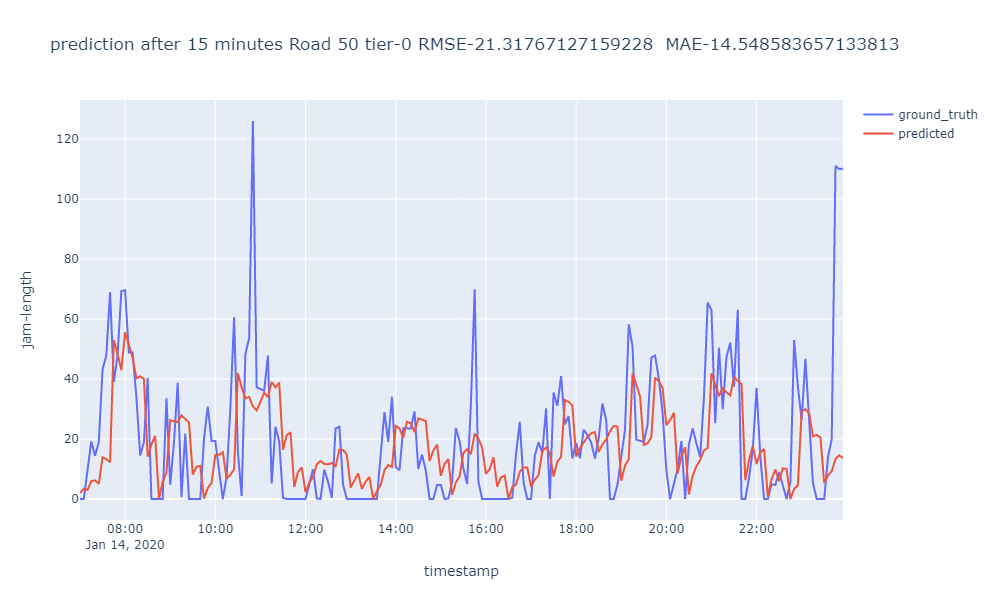 prediction after 15 minutes Road 50 tier-0 RMSE-21.31767127159228  MAE-14.548583657133813
ground_truth
predicted
120
100
80
60
40
20
0
jam-length
08:00 10:00 12:00 14:00 16:00 18:00 20:00 22:00
Jan 14, 2020
timestamp